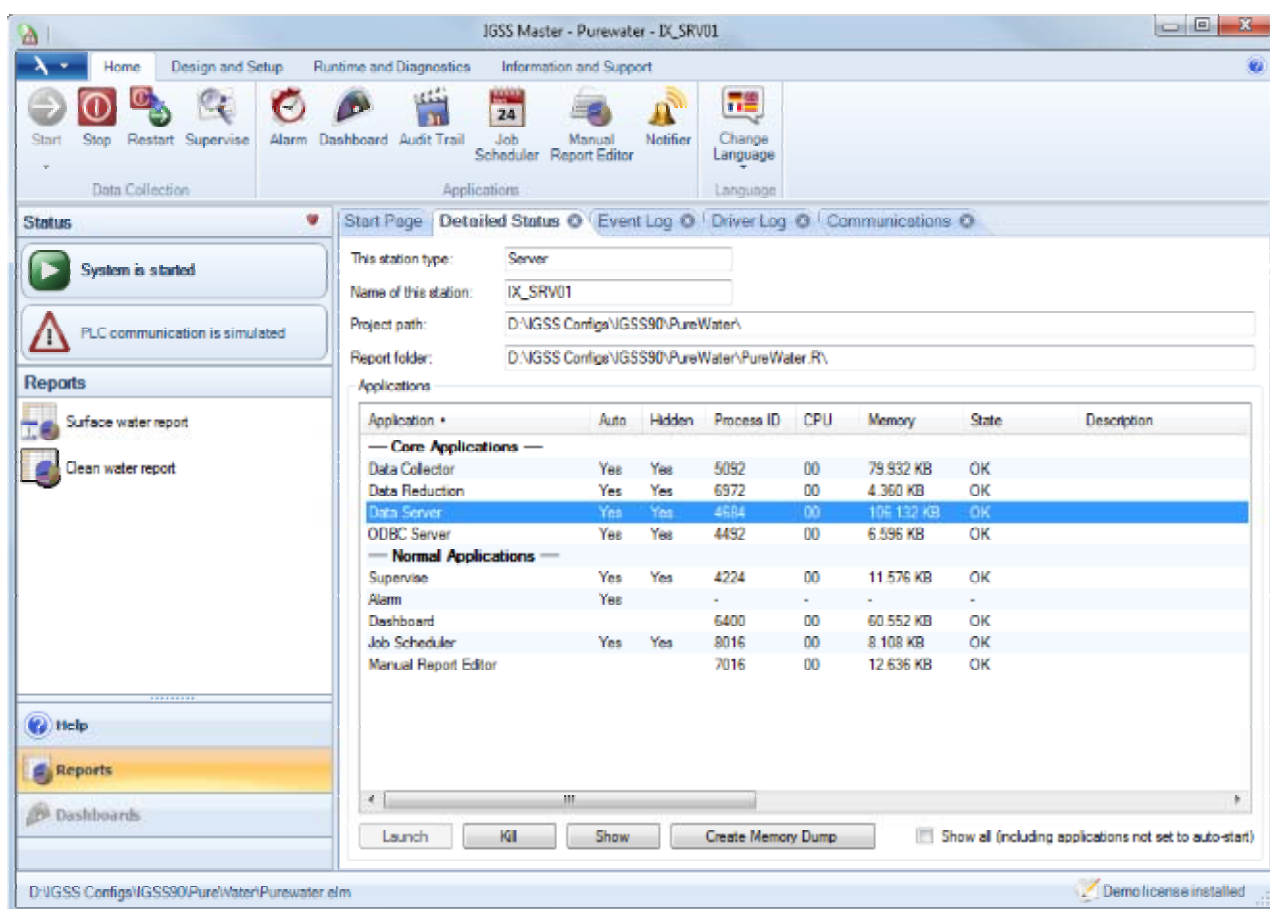 IGSS Master - Purewater - IX_SRV01
Home Design and Setup Runtime and Diagnostics Information and Support
Start Stop Restart Supervise Alarm Dashboard Audit Trail Job Scheduler Manual Report Editor Notifier Change Language
24
Data Collection Applications Language
Status
System is started
PLC communication is simulated
Reports
Surface water report
Clean water report
Help
Reports
Dashboards
Start Page Detailed Status Event Log Driver Log Communications
This station type: Server
Name of this station: IX_SRV01
Project path: D:\IGSS Configs\IGSS90\PureWater\
Report folder: D:\IGSS Configs\IGSS90\PureWater\PureWater.R\
Applications
Application Auto Hidden Process ID CPU Memory State Description
— Core Applications —
Data Collector Yes Yes 5092 00 79.932 KB OK
Data Reduction Yes Yes 6972 00 4.360 KB OK
Data Server Yes Yes 4684 00 106.132 KB OK
ODBC Server Yes Yes 4492 00 6.596 KB OK
— Normal Applications —
Supervise Yes Yes 4224 00 11.576 KB OK
Alarm Yes - - - -
Dashboard 6400 00 60.552 KB OK
Job Scheduler Yes Yes 8016 00 8.108 KB OK
Manual Report Editor 7016 00 12.636 KB OK
Launch Kill Show Create Memory Dump Show all (including applications not set to auto-start)
D:\IGSS Configs\IGSS90\PureWater\Purewater.elm Demo license installed